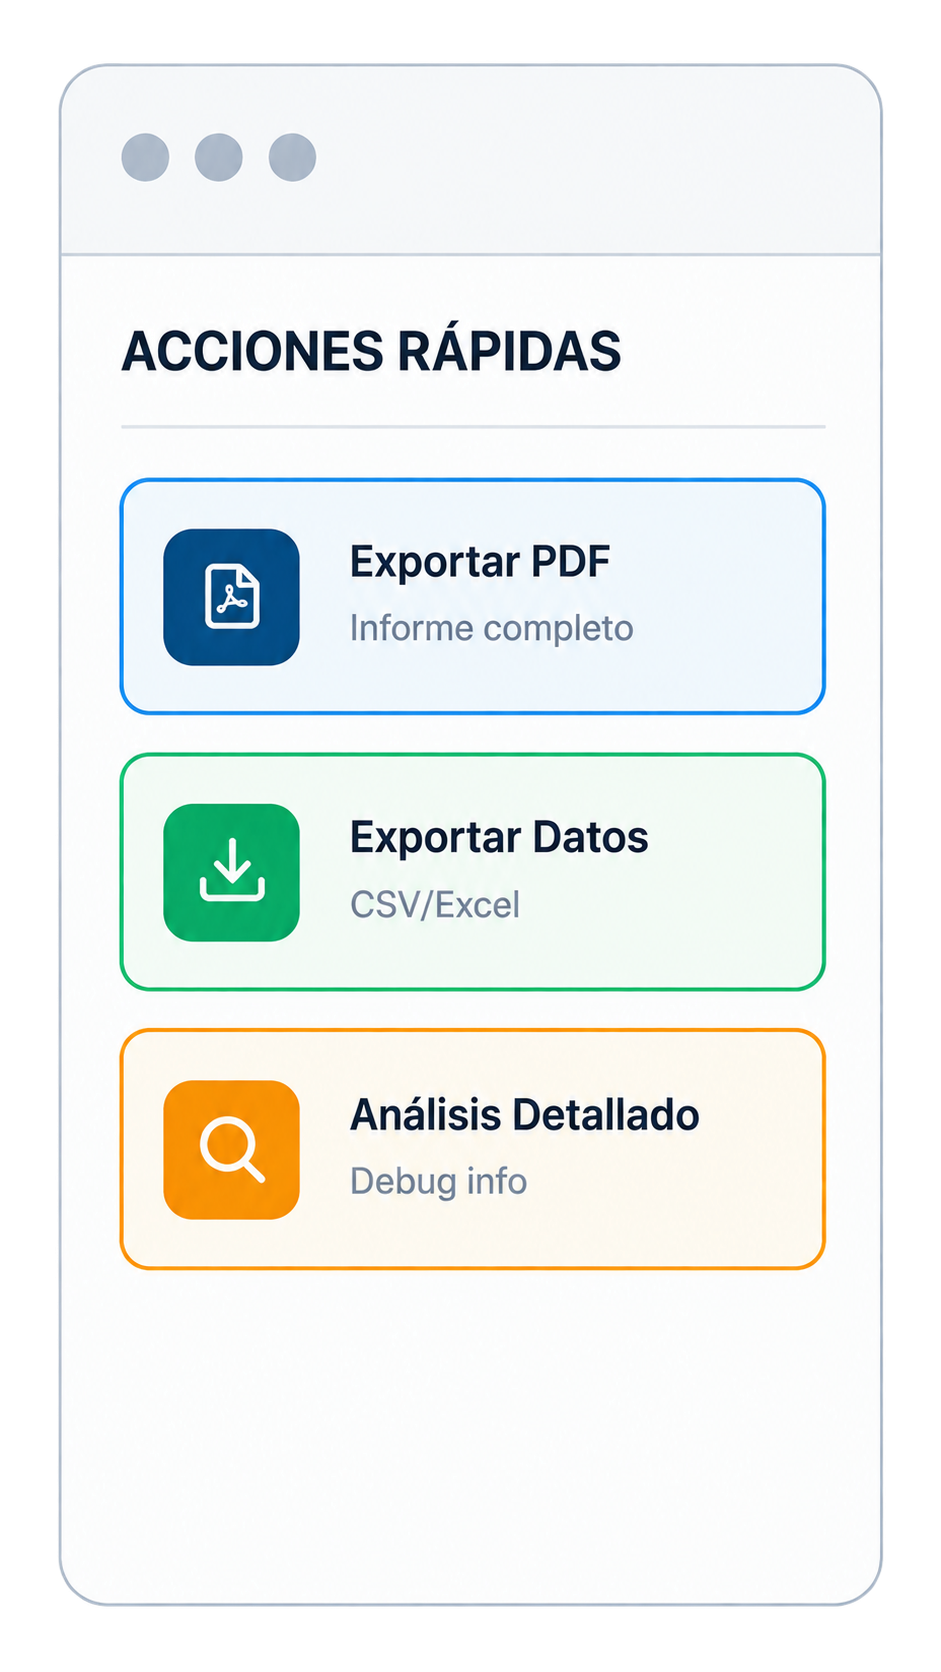 ACCIONES RÁPIDAS
Exportar PDF
Informe completo
Exportar Datos
CSV/Excel
Análisis Detallado
Debug info